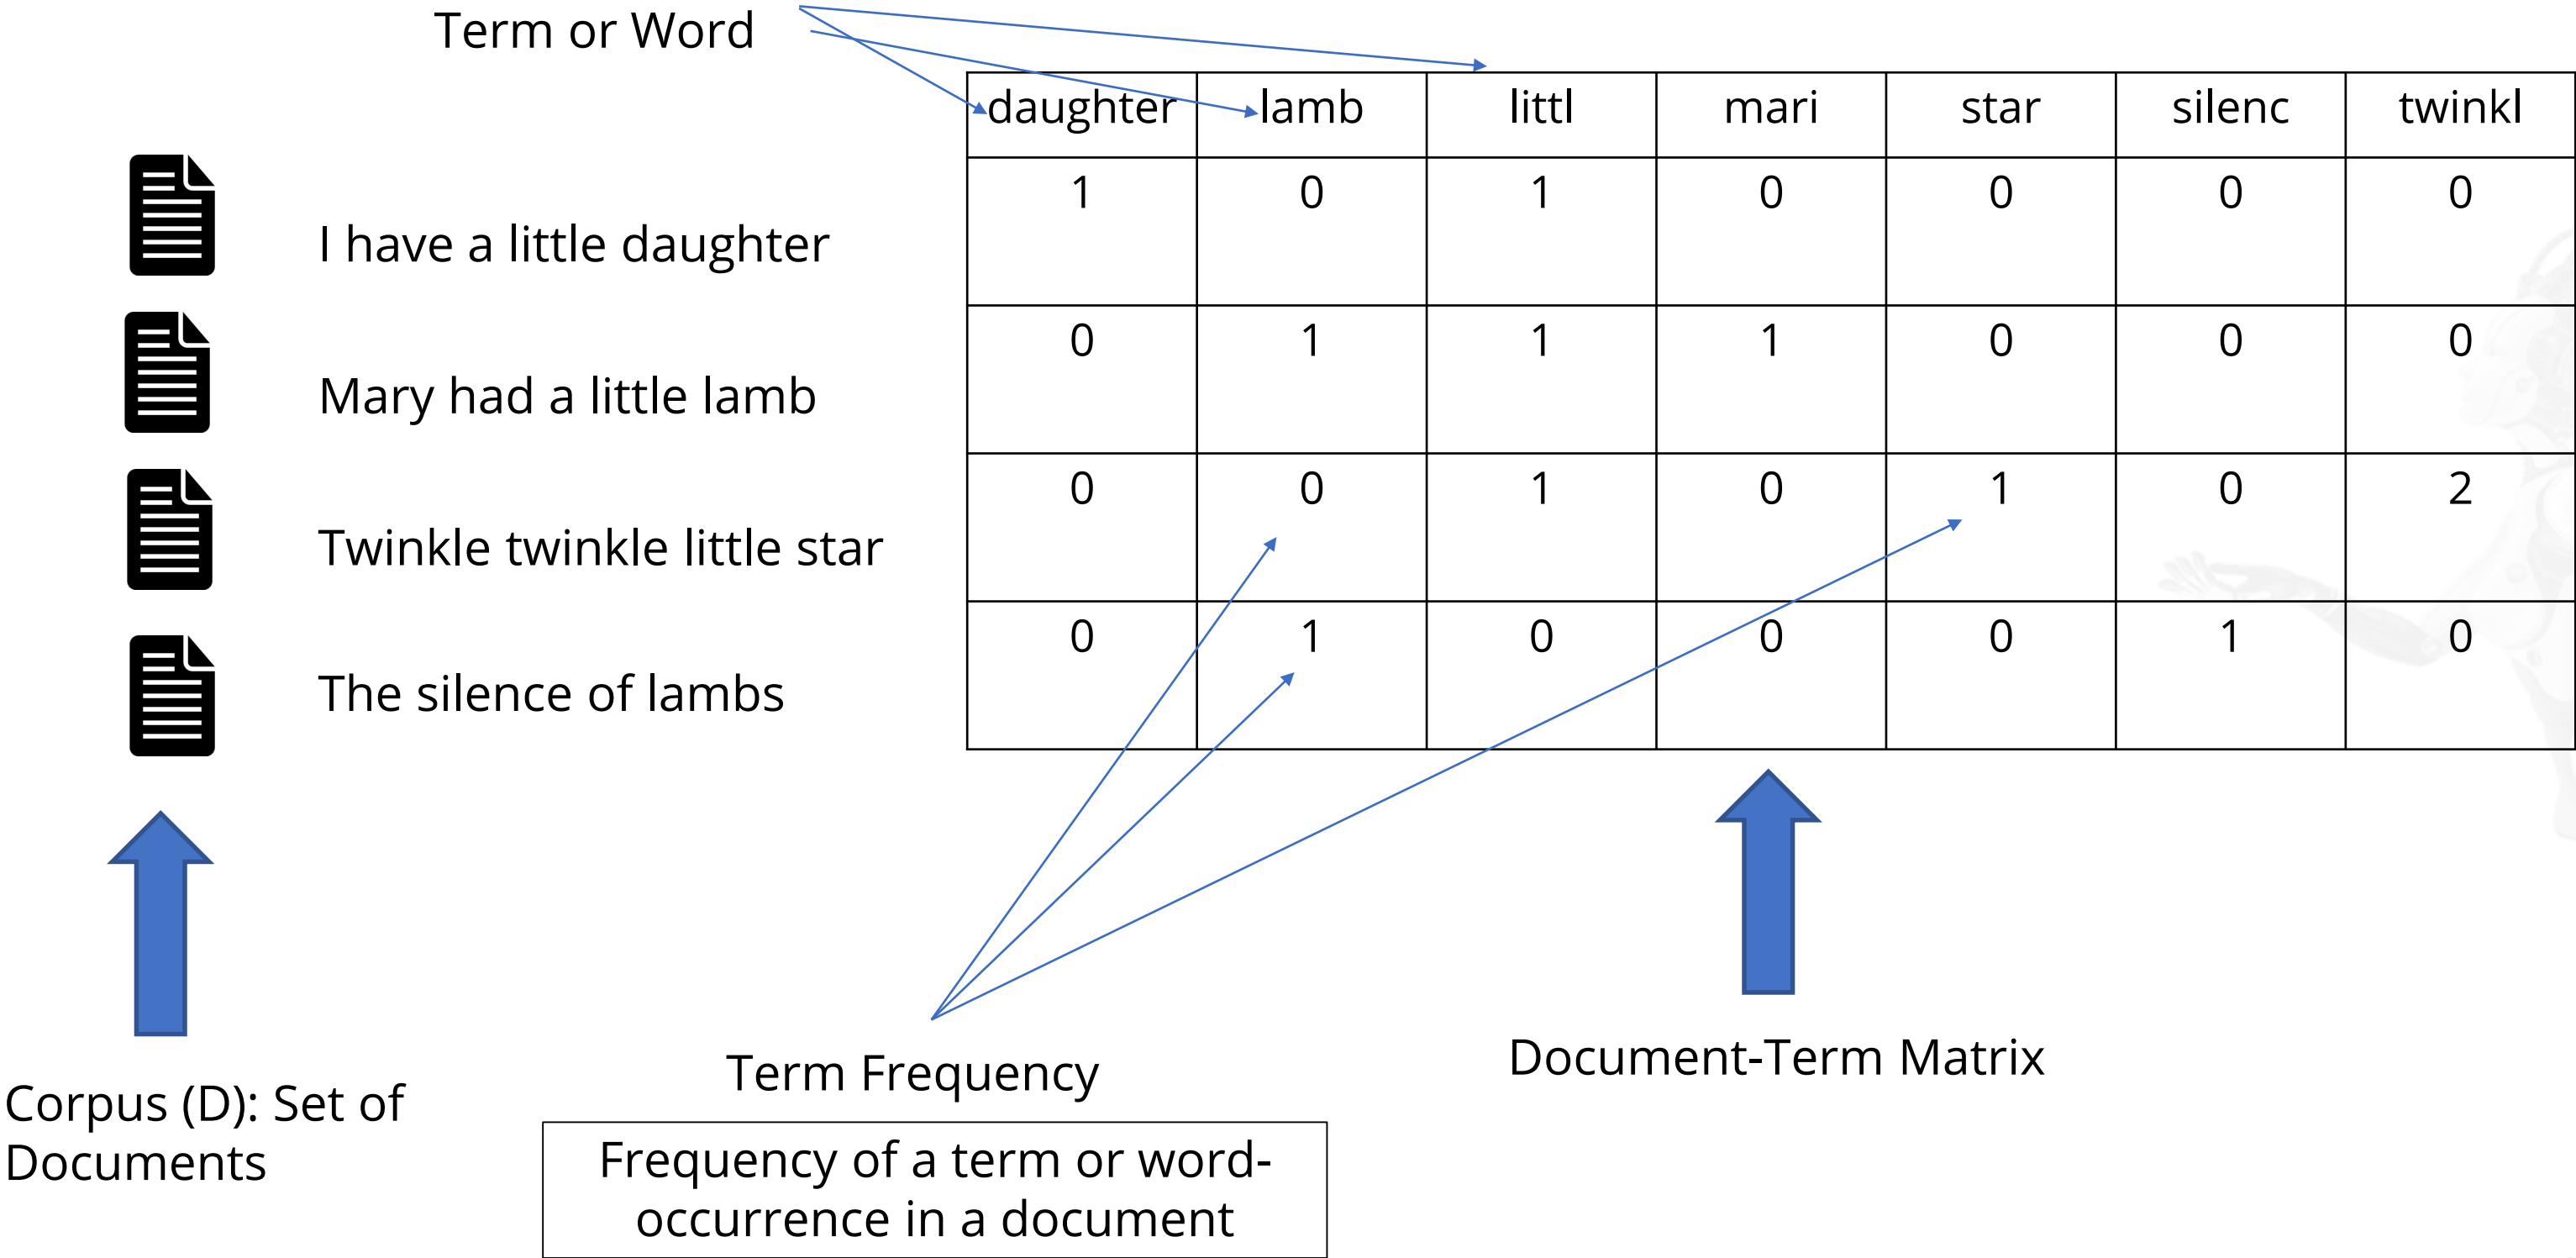 Term or Word
daughter lamb littl mari star silenc twinkl
1 0 1 0 0 0 0
I have a little daughter
0 1 1 1 0 0 0
Mary had a little lamb
0 0 1 0 1 0 2
Twinkle twinkle little star
0 1 0 0 0 1 0
The silence of lambs
Corpus (D): Set of
Documents
Term Frequency
Frequency of a term or word-
occurrence in a document
Document-Term Matrix